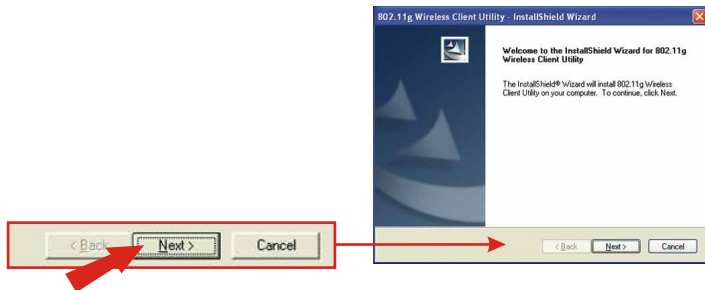 802.11g Wireless Client Utility - InstallShield Wizard
Welcome to the InstallShield Wizard for 802.11g
Wireless Client Utility
The InstallShield® Wizard will install 802.11g Wireless
Client Utility on your computer. To continue, click Next.
< Back Next > Cancel
< Back Next > Cancel